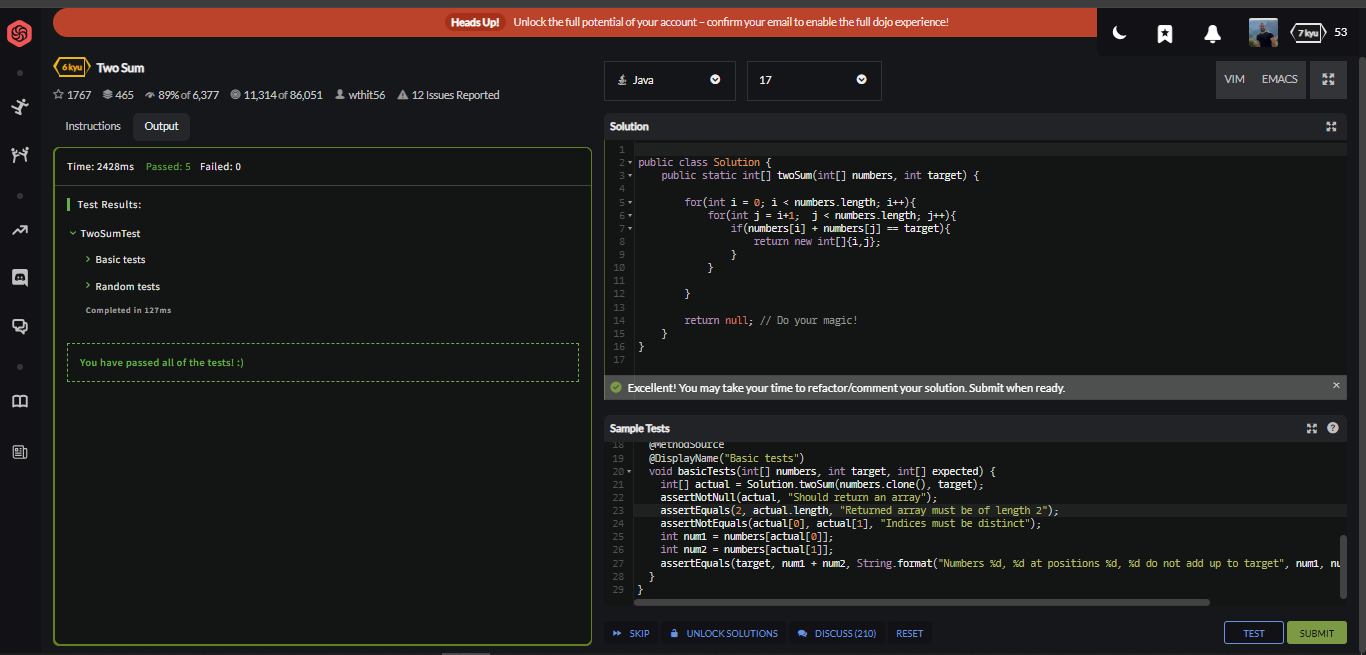 Heads Up! Unlock the full potential of your account – confirm your email to enable the full dojo experience!
7 kyu 53
6 kyu Two Sum
1767 465 89% of 6,377 11,314 of 86,051 wthit56 12 Issues Reported
Instructions Output
Time: 2428ms Passed: 5 Failed: 0
Test Results:
TwoSumTest
Basic tests
Random tests
Completed in 127ms
You have passed all of the tests! :)
Java 17 VIM EMACS
Solution
1
2 public class Solution {
3 public static int[] twoSum(int[] numbers, int target) {
4
5 for(int i = 0; i < numbers.length; i++){
6 for(int j = i+1;  j < numbers.length; j++){
7 if(numbers[i] + numbers[j] == target){
8 return new int[]{i,j};
9 }
10 }
11
12 }
13
14 return null; // Do your magic!
15 }
16 }
17
Excellent! You may take your time to refactor/comment your solution. Submit when ready.
Sample Tests
18 @MethodSource
19 @DisplayName("Basic tests")
20 void basicTests(int[] numbers, int target, int[] expected) {
21 int[] actual = Solution.twoSum(numbers.clone(), target);
22 assertNotNull(actual, "Should return an array");
23 assertEquals(2, actual.length, "Returned array must be of length 2");
24 assertNotEquals(actual[0], actual[1], "Indices must be distinct");
25 int num1 = numbers[actual[0]];
26 int num2 = numbers[actual[1]];
27 assertEquals(target, num1 + num2, String.format("Numbers %d, %d at positions %d, %d do not add up to target", num1, nu
28 }
29 }
SKIP UNLOCK SOLUTIONS DISCUSS (210) RESET TEST SUBMIT